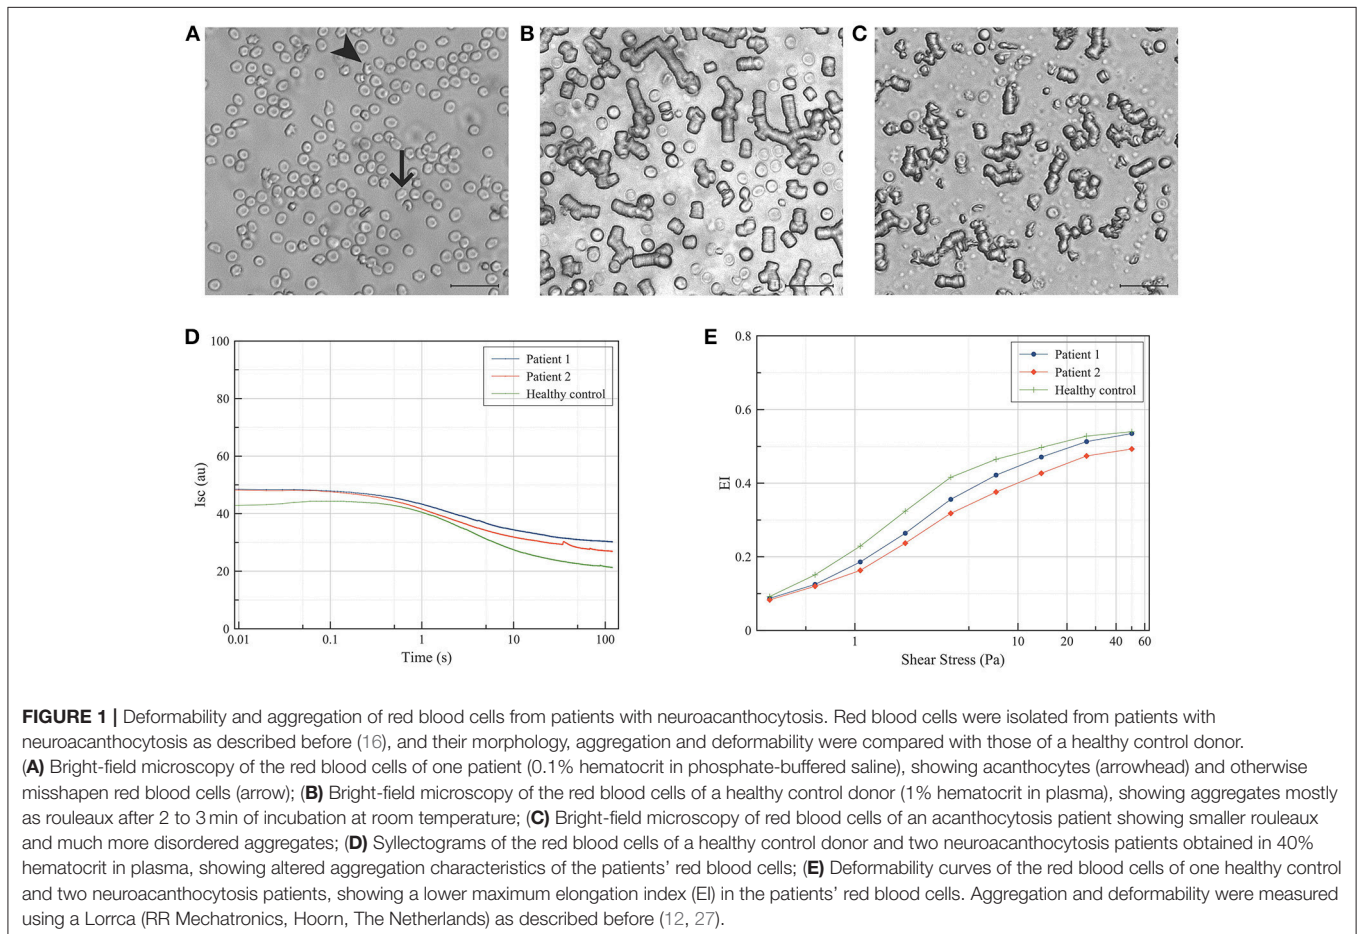 A
B
C
D
100
80
60
40
20
0
Isc (au)
Patient 1
Patient 2
Healthy control
0.01
0.1
1
10
100
Time (s)
E
0.8
0.6
0.4
0.2
0
EI
Patient 1
Patient 2
Healthy control
1
10
20
40
60
Shear Stress (Pa)
FIGURE 1 | Deformability and aggregation of red blood cells from patients with neuroacanthocytosis. Red blood cells were isolated from patients with
neuroacanthocytosis as described before (16), and their morphology, aggregation and deformability were compared with those of a healthy control donor.
(A) Bright-field microscopy of the red blood cells of one patient (0.1% hematocrit in phosphate-buffered saline), showing acanthocytes (arrowhead) and otherwise
misshapen red blood cells (arrow); (B) Bright-field microscopy of the red blood cells of a healthy control donor (1% hematocrit in plasma), showing aggregates mostly
as rouleaux after 2 to 3 min of incubation at room temperature; (C) Bright-field microscopy of red blood cells of an acanthocytosis patient showing smaller rouleaux
and much more disordered aggregates; (D) Syllectograms of the red blood cells of a healthy control donor and two neuroacanthocytosis patients obtained in 40%
hematocrit in plasma, showing altered aggregation characteristics of the patients' red blood cells; (E) Deformability curves of the red blood cells of one healthy control
and two neuroacanthocytosis patients, showing a lower maximum elongation index (EI) in the patients' red blood cells. Aggregation and deformability were measured
using a Lorrca (RR Mechatronics, Hoorn, The Netherlands) as described before (12, 27).